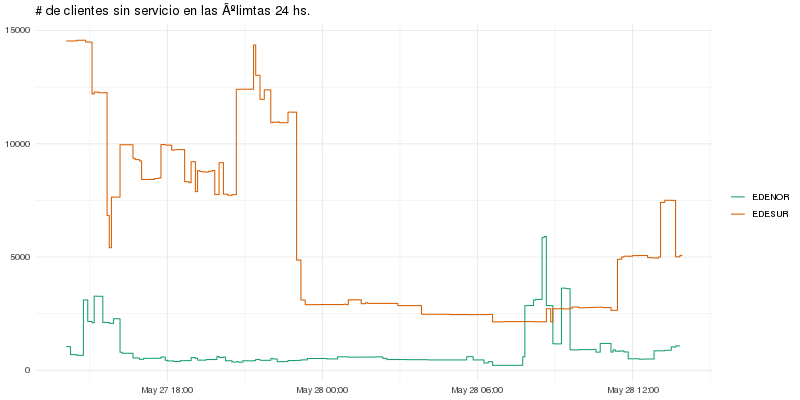 # de clientes sin servicio en las Ãºlimtas 24 hs.
15000
10000
5000
0
May 27 18:00 May 28 00:00 May 28 06:00 May 28 12:00
EDENOR
EDESUR